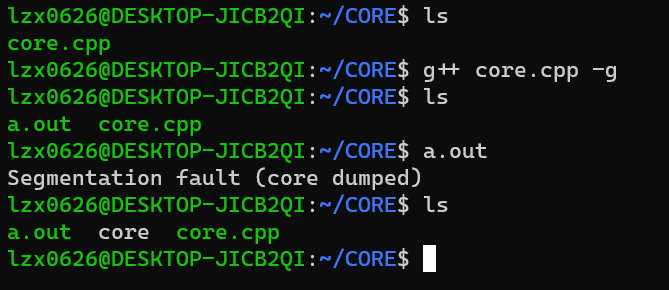 lzx0626@DESKTOP-JICB2QI:~/CORE$ ls
core.cpp
lzx0626@DESKTOP-JICB2QI:~/CORE$ g++ core.cpp -g
lzx0626@DESKTOP-JICB2QI:~/CORE$ ls
a.out  core.cpp
lzx0626@DESKTOP-JICB2QI:~/CORE$ a.out
Segmentation fault (core dumped)
lzx0626@DESKTOP-JICB2QI:~/CORE$ ls
a.out  core  core.cpp
lzx0626@DESKTOP-JICB2QI:~/CORE$